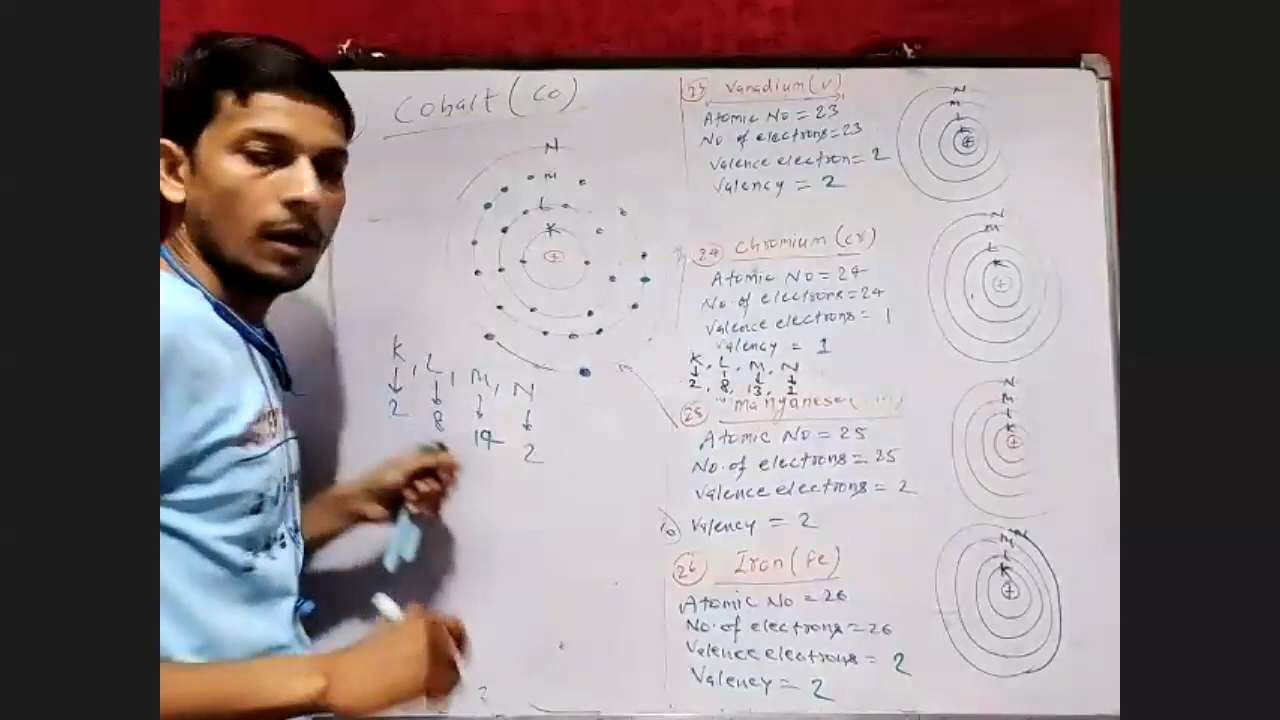 Cobalt (Co)
N
M
L
K
+
K, L, M, N
2 8 14 2
23 Vanadium (V)
Atomic No = 23
No of electrons = 23
Valence electron = 2
Valency = 2
N
M
L
K
+
24 Chromium (Cr)
Atomic No = 24
No. of electrons = 24
Valence electrons = 1
Valency = 1
K, L, M, N
2, 8, 13, 1
N
M
L
K
+
25 Manganese
Atomic No = 25
No. of electrons = 25
Valence electrons = 2
Valency = 2
N
M
L
K
+
26 Iron (Fe)
Atomic No = 26
No. of electrons = 26
Valence electrons = 2
Valency = 2
N
M
L
K
+